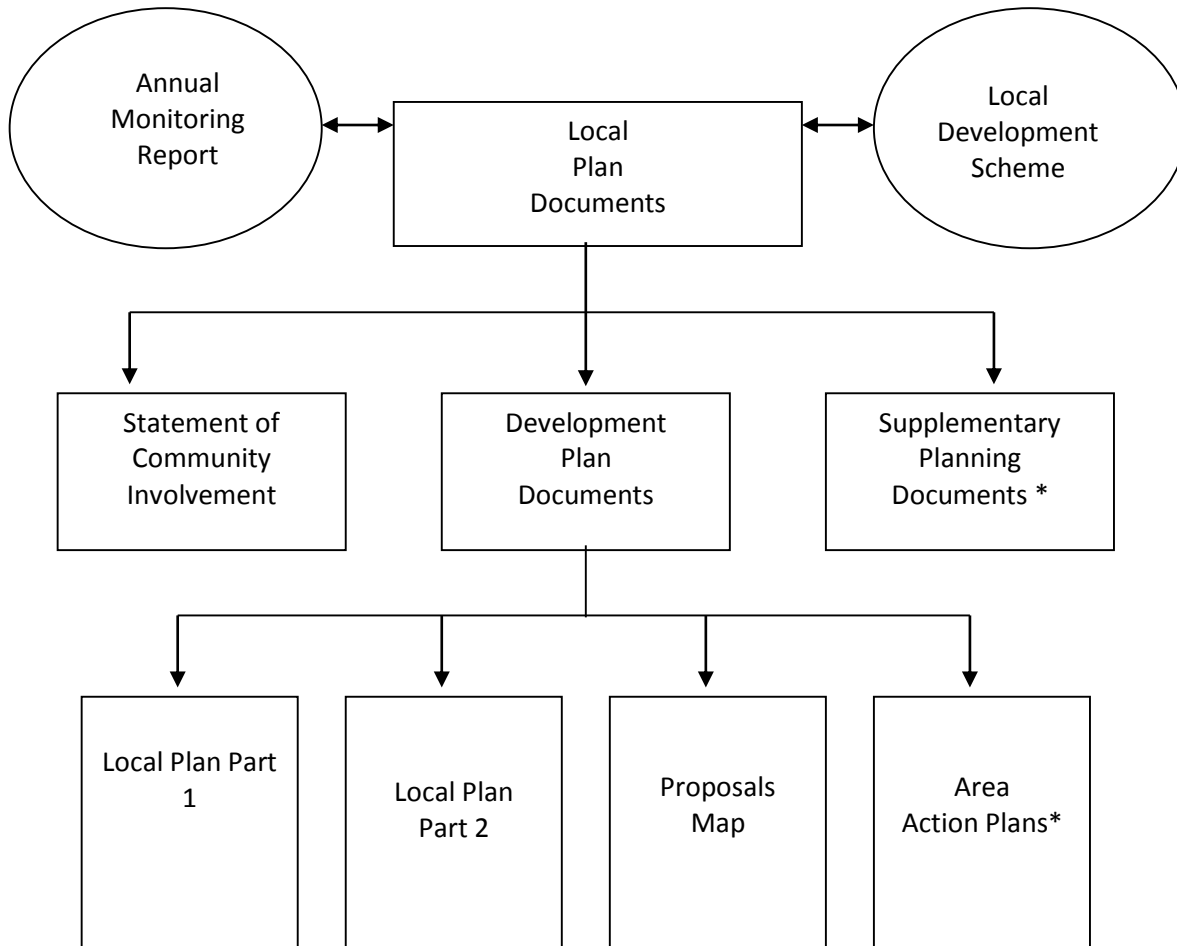 Annual
Monitoring
Report
Local
Plan
Documents
Local
Development
Scheme
Statement of
Community
Involvement
Development
Plan
Documents
Supplementary
Planning
Documents *
Local Plan Part
1
Local Plan
Part 2
Proposals
Map
Area
Action Plans*